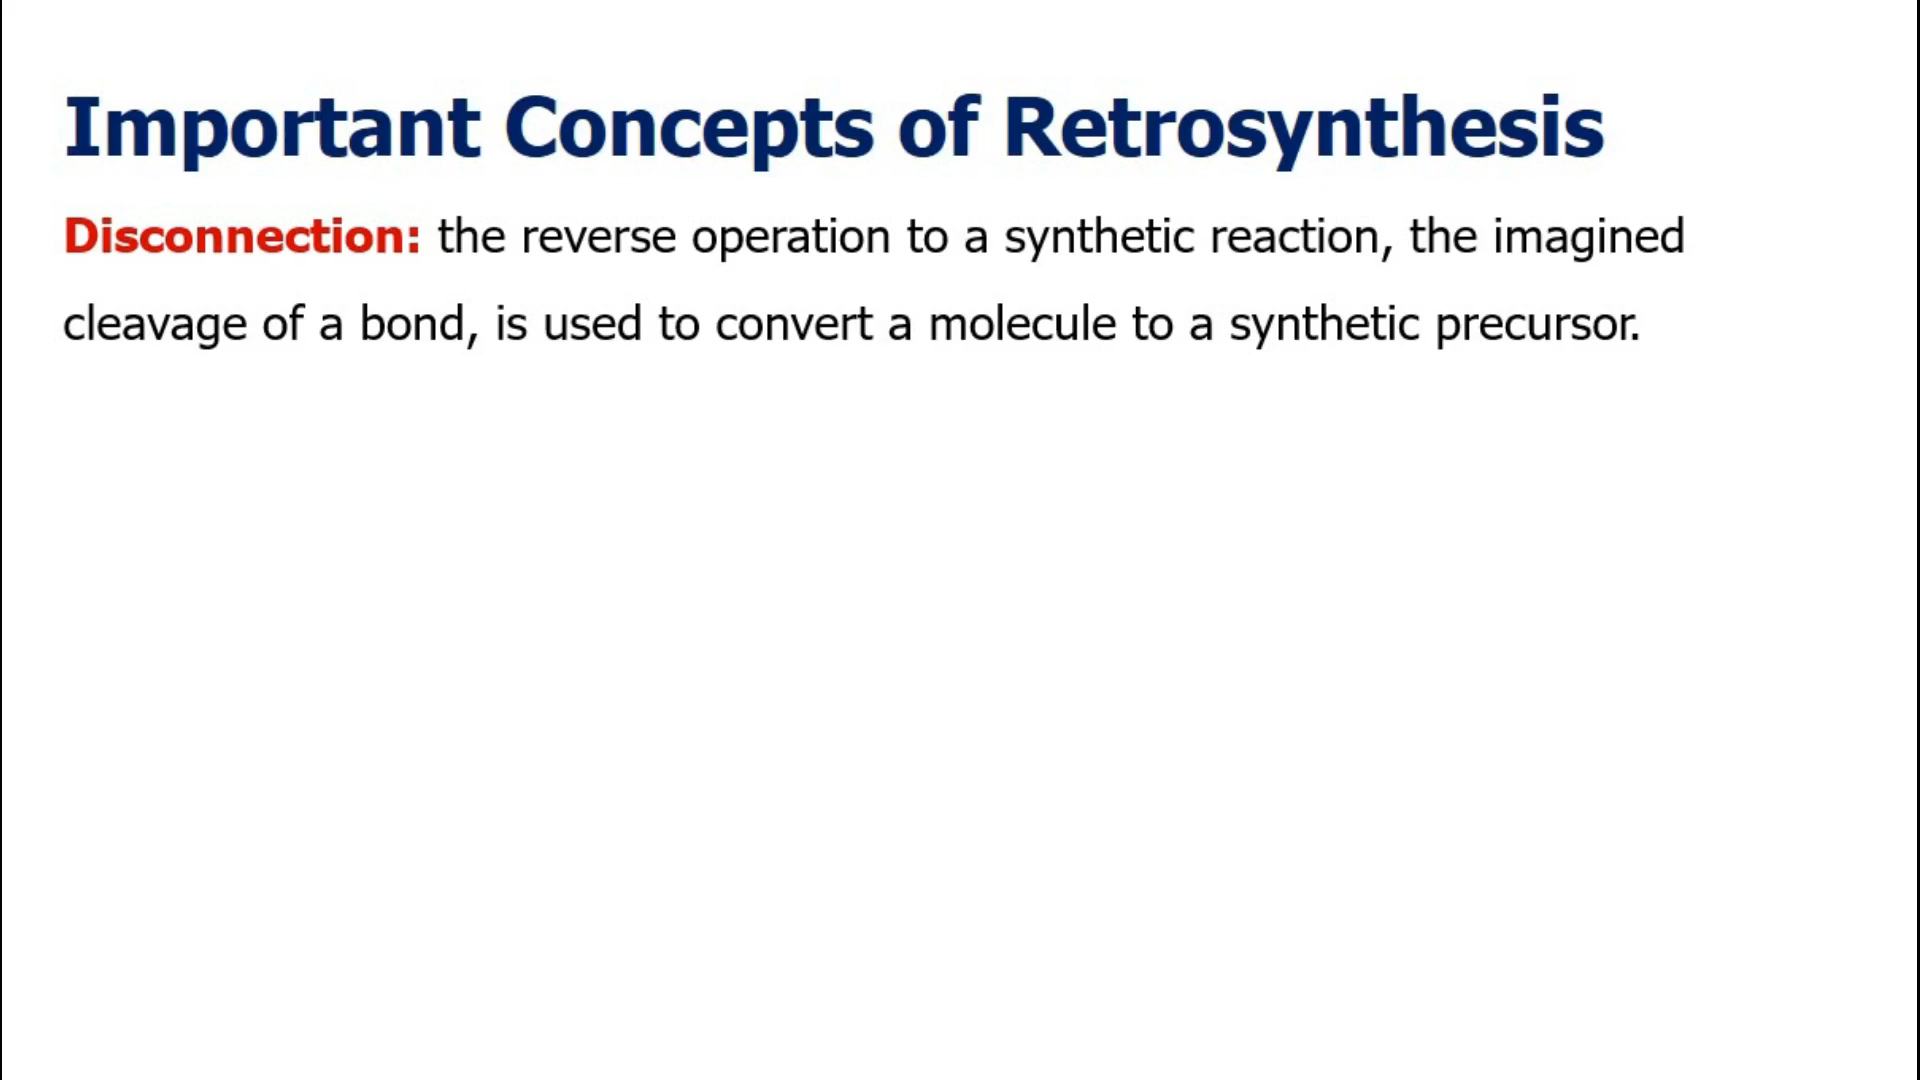 Important Concepts of Retrosynthesis
Disconnection: the reverse operation to a synthetic reaction, the imagined
cleavage of a bond, is used to convert a molecule to a synthetic precursor.